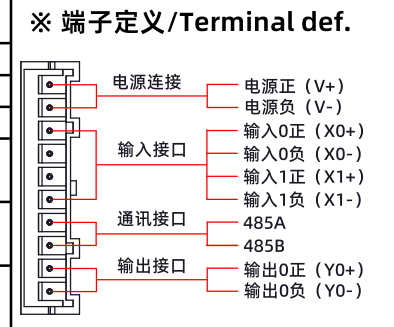 ※ 端子定义/Terminal def.
电源连接
电源正（V+）
电源负（V-）
输入接口
输入0正（X0+）
输入0负（X0-）
输入1正（X1+）
输入1负（X1-）
通讯接口
485A
485B
输出接口
输出0正（Y0+）
输出0负（Y0-）